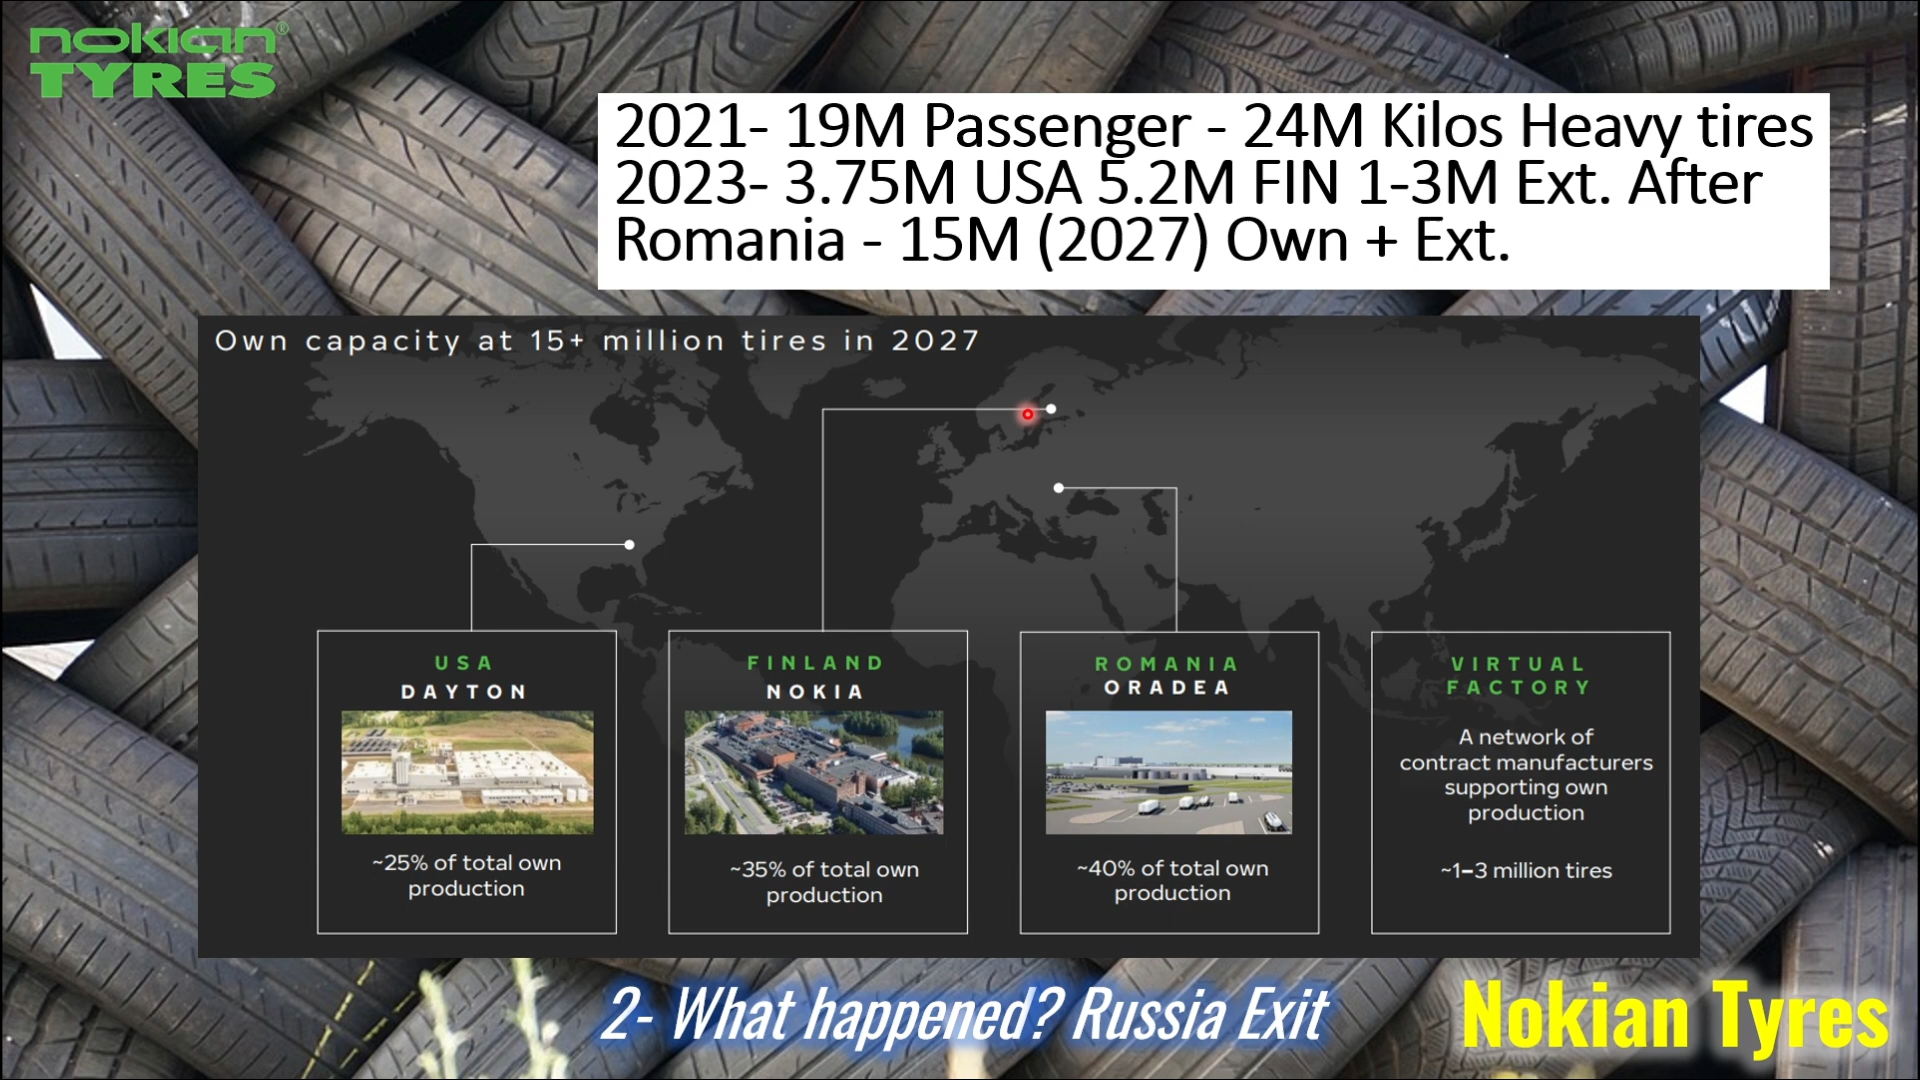 nokian®
TYRES
2021- 19M Passenger - 24M Kilos Heavy tires
2023- 3.75M USA 5.2M FIN 1-3M Ext. After
Romania - 15M (2027) Own + Ext.
Own capacity at 15+ million tires in 2027
USA
DAYTON
~25% of total own
production
FINLAND
NOKIA
~35% of total own
production
ROMANIA
ORADEA
~40% of total own
production
VIRTUAL
FACTORY
A network of
contract manufacturers
supporting own
production
~1–3 million tires
2- What happened? Russia Exit
Nokian Tyres